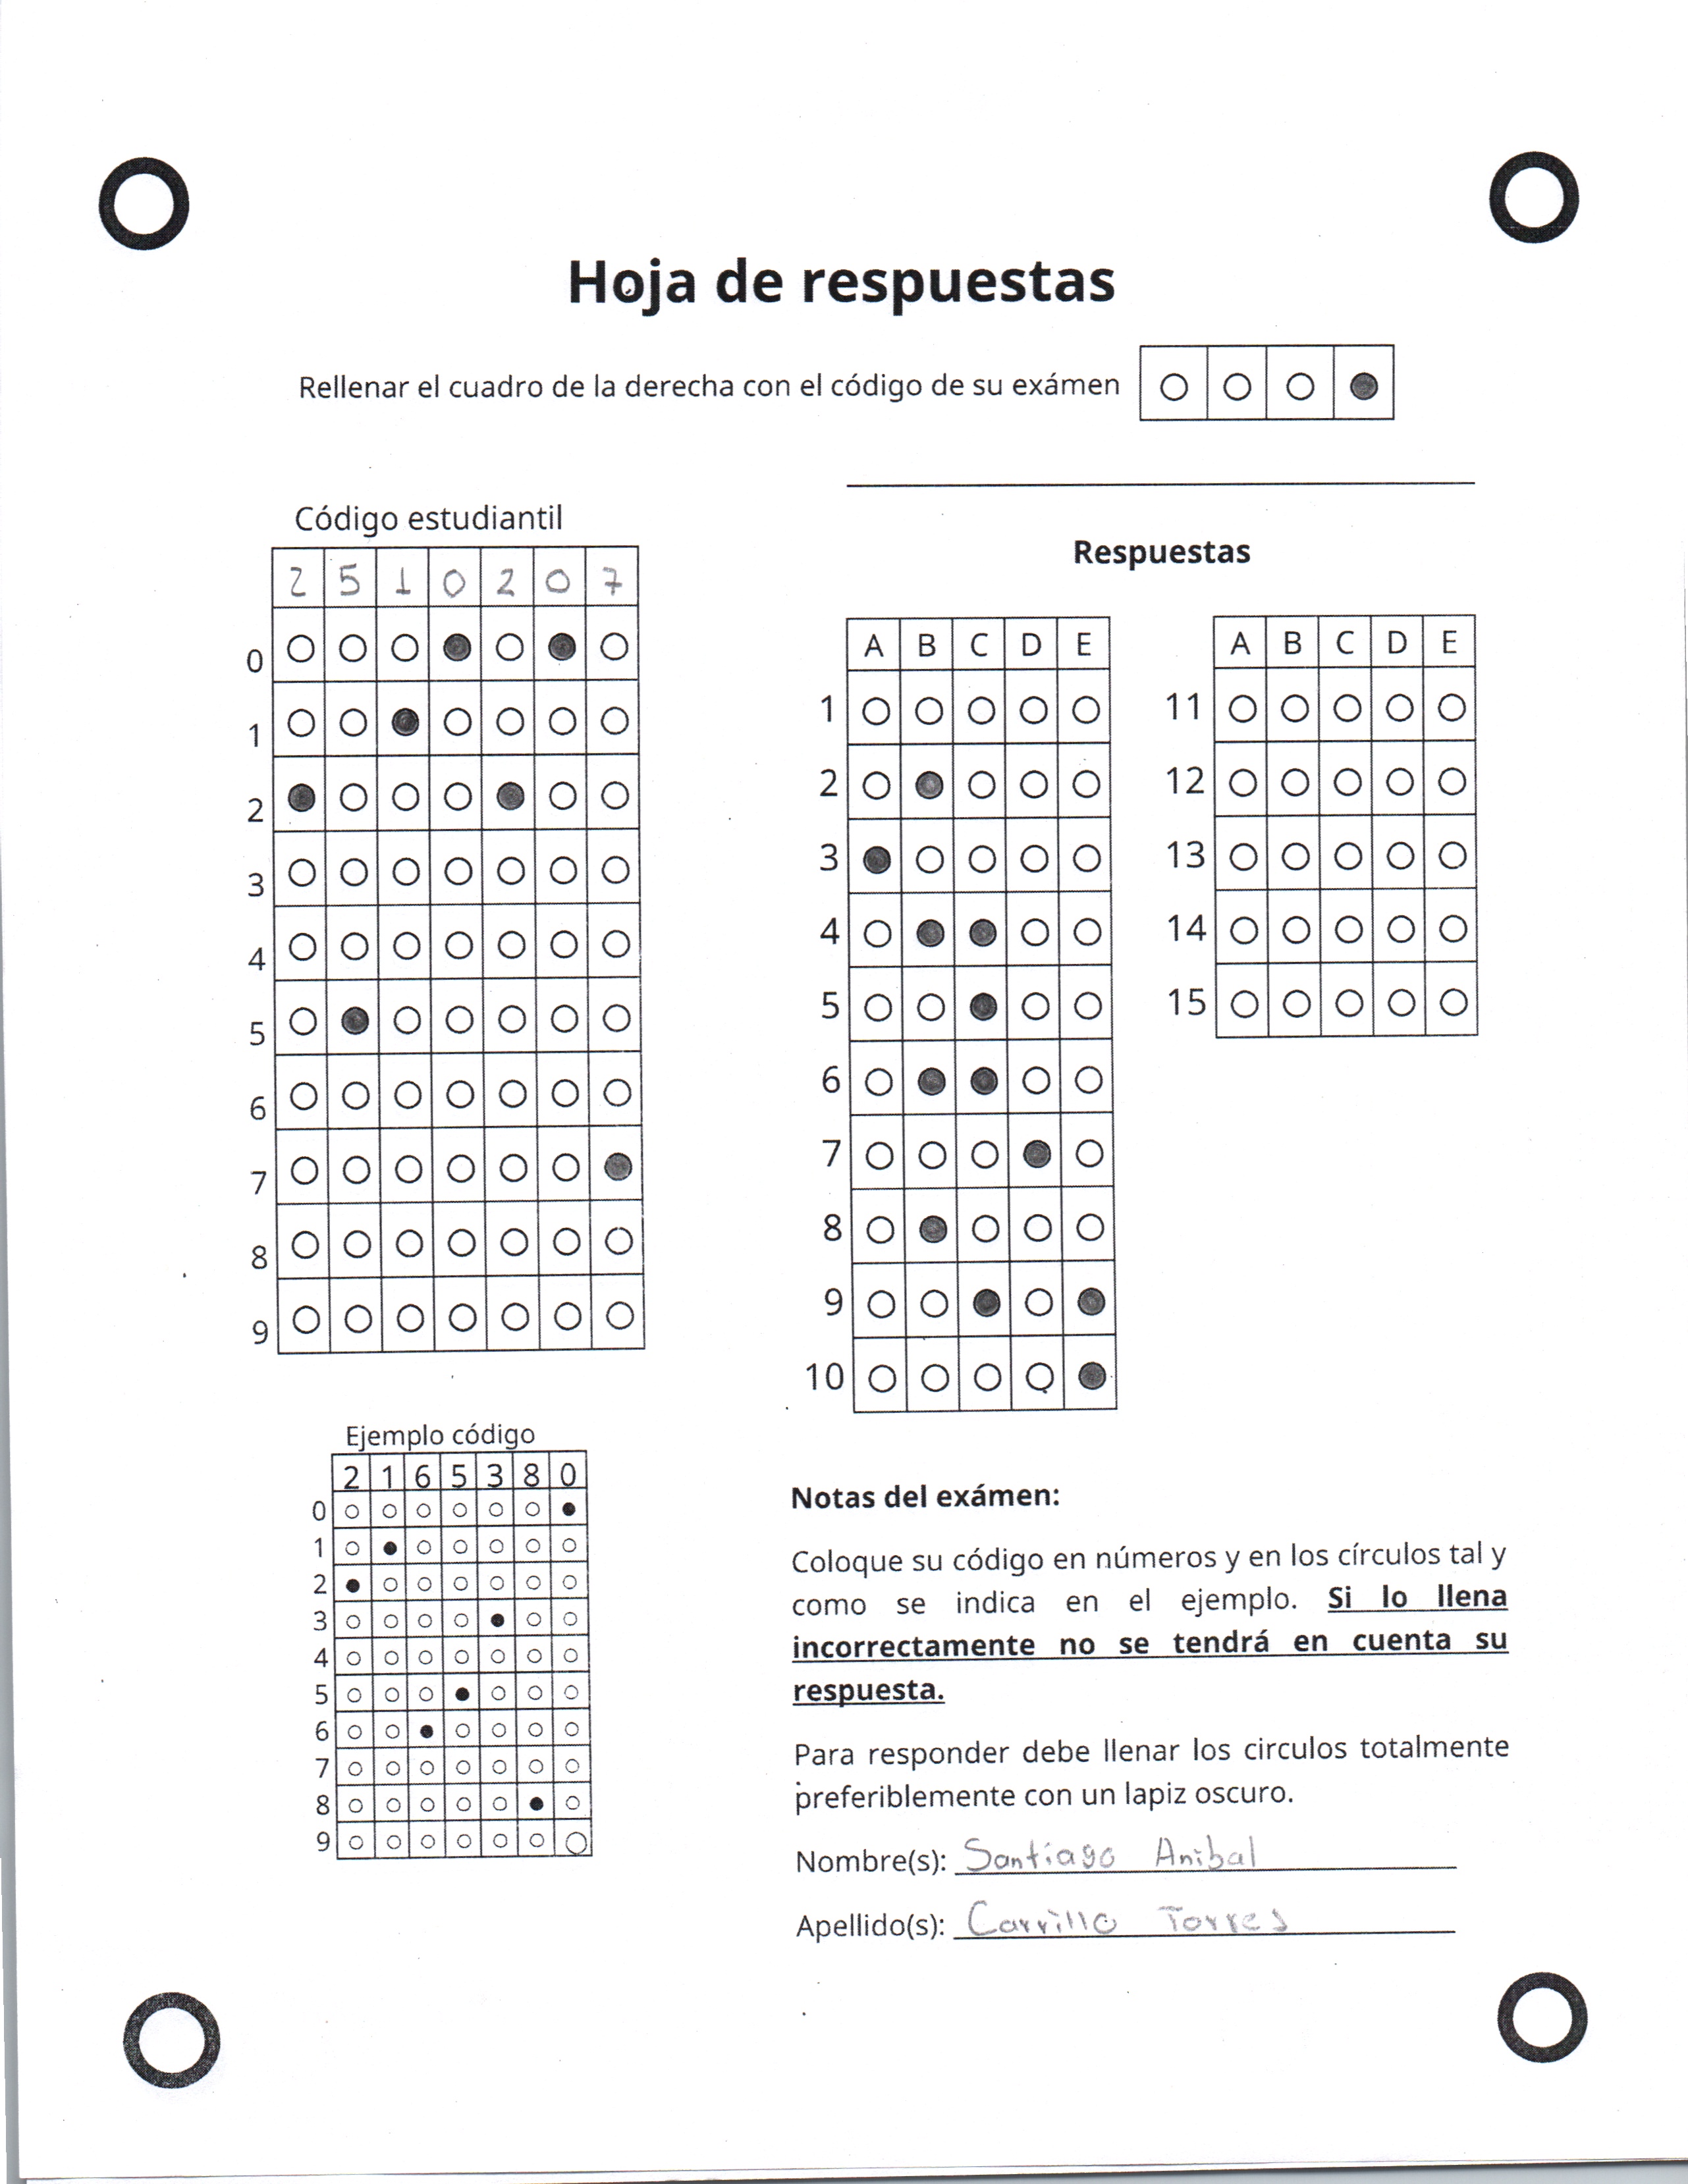 Hoja de respuestas
Rellenar el cuadro de la derecha con el código de su exámen
Código estudiantil
2 5 1 0 2 0 7
0
1
2
3
4
5
6
7
8
9
Respuestas
A B C D E
1
2
3
4
5
6
7
8
9
10
A B C D E
11
12
13
14
15
Ejemplo código
2 1 6 5 3 8 0
0
1
2
3
4
5
6
7
8
9
Notas del exámen:
Coloque su código en números y en los círculos tal y
como se indica en el ejemplo. Si lo llena
incorrectamente no se tendrá en cuenta su
respuesta.
Para responder debe llenar los circulos totalmente
preferiblemente con un lapiz oscuro.
Nombre(s): Santiago Anibal
Apellido(s): Carrillo Torres